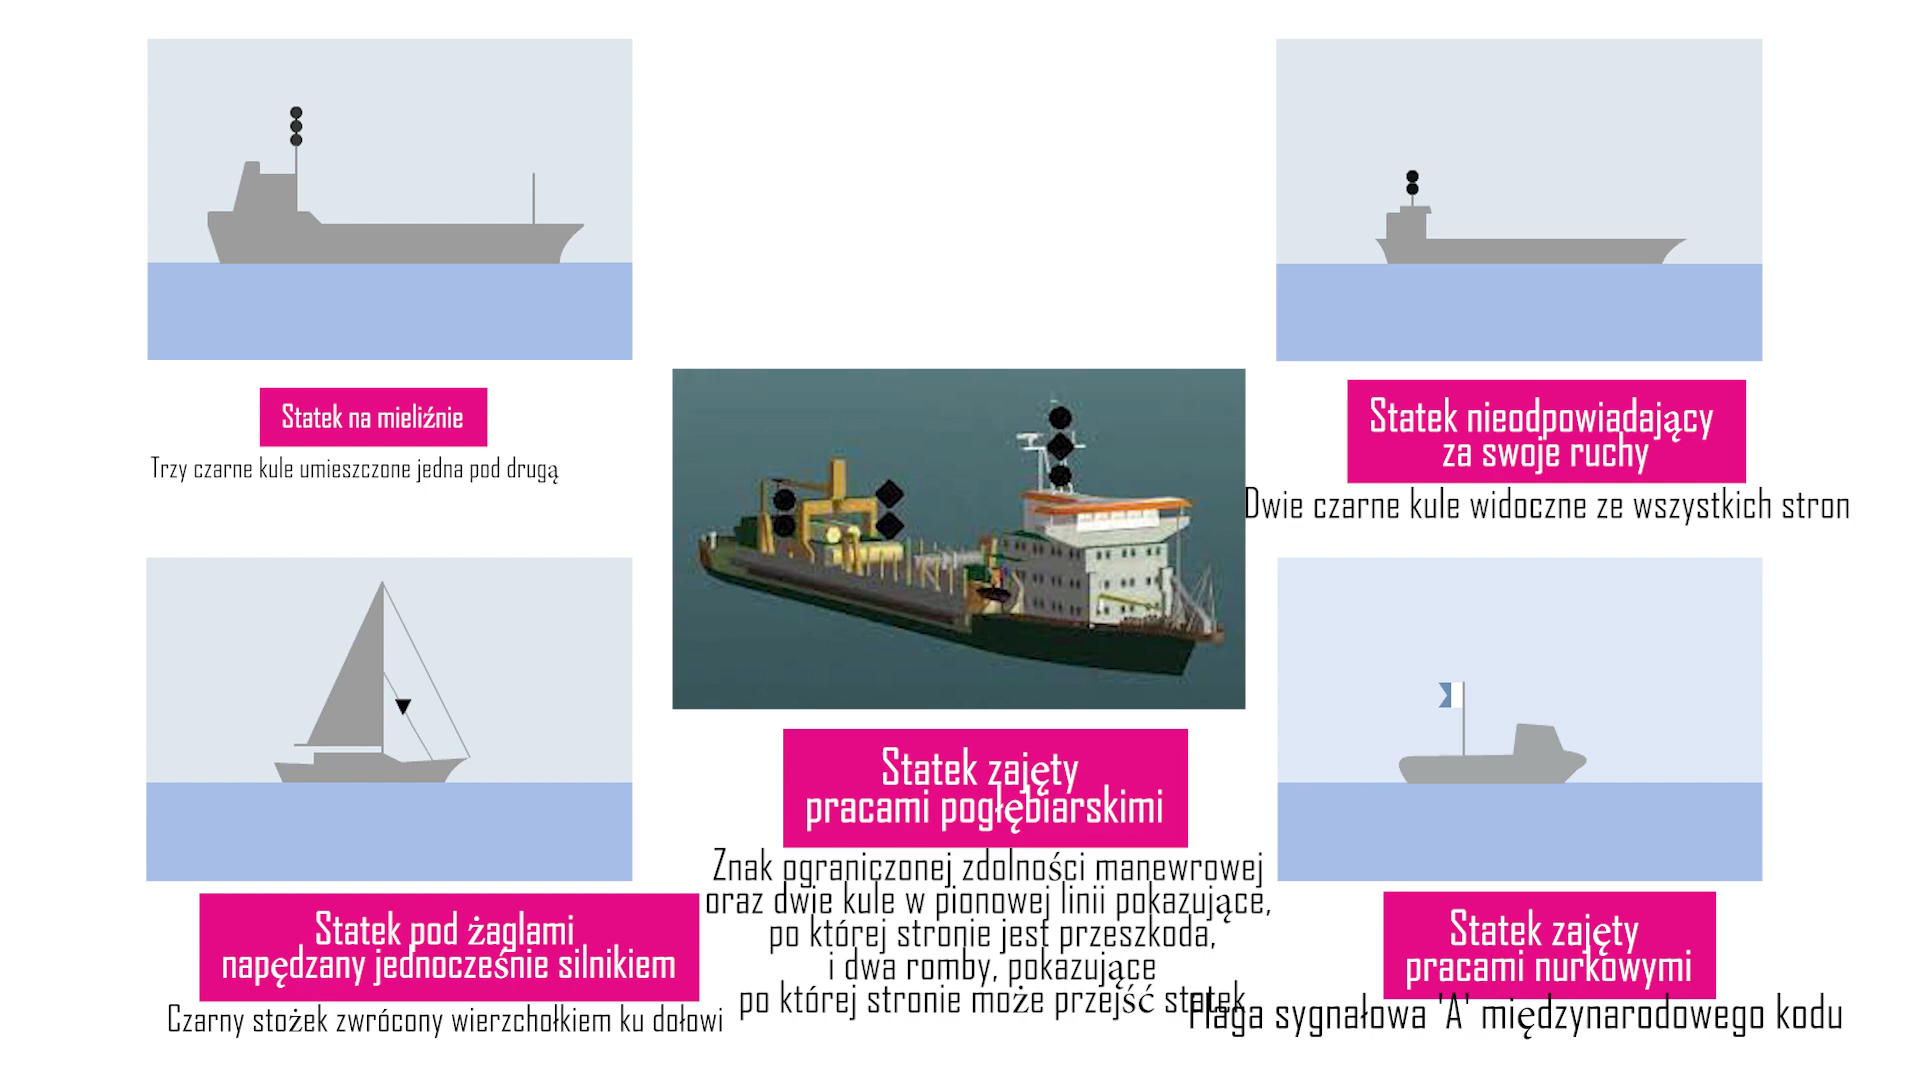 Statek na mieliźnie
Trzy czarne kule umieszczone jedna pod drugą
Statek nieodpowiadający
za swoje ruchy
Dwie czarne kule widoczne ze wszystkich stron
Statek pod żaglami
napędzany jednocześnie silnikiem
Czarny stożek zwrócony wierzchołkiem ku dołowi
Statek zajęty
pracami pogłębiarskimi
Znak ograniczonej zdolności manewrowej
oraz dwie kule w pionowej linii pokazujące,
po której stronie jest przeszkoda,
i dwa romby, pokazujące
po której stronie może przejść statek
Statek zajęty
pracami nurkowymi
Flaga sygnałowa 'A' międzynarodowego kodu